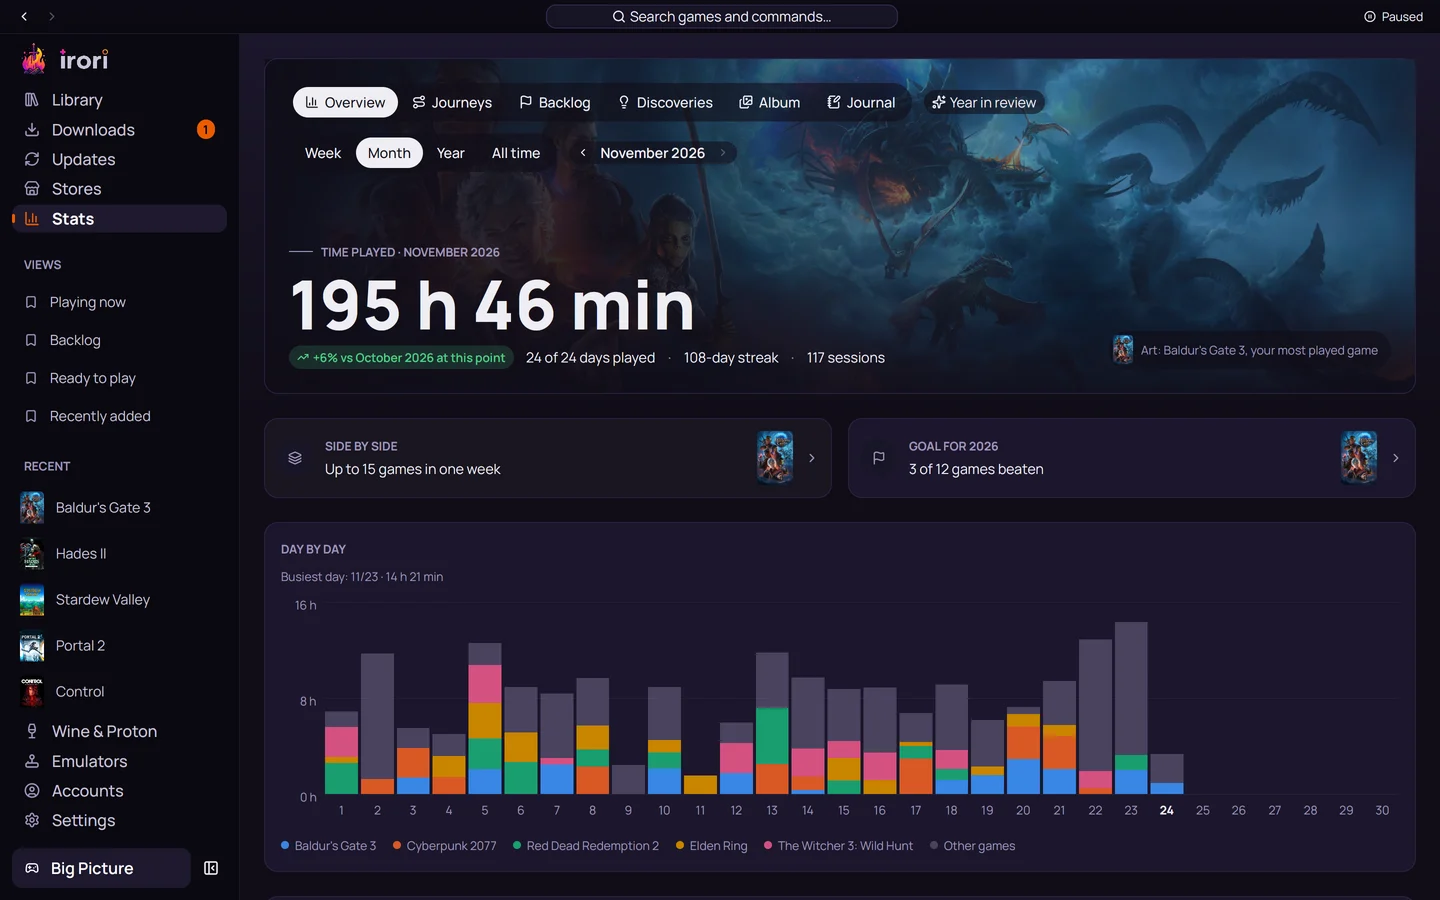 Search games and commands...
Paused
irori
Library
Downloads
1
Updates
Stores
Stats
VIEWS
Playing now
Backlog
Ready to play
Recently added
RECENT
Baldur's Gate 3
Hades II
Stardew Valley
PORTAL 2
Portal 2
CONTROL
Control
Wine & Proton
Emulators
Accounts
Settings
Big Picture
Overview
Journeys
Backlog
Discoveries
Album
Journal
Year in review
Week
Month
Year
All time
November 2026
TIME PLAYED · NOVEMBER 2026
195 h 46 min
+6% vs October 2026 at this point
24 of 24 days played · 108-day streak · 117 sessions
Art: Baldur's Gate 3, your most played game
SIDE BY SIDE
Up to 15 games in one week
GOAL FOR 2026
3 of 12 games beaten
DAY BY DAY
Busiest day: 11/23 · 14 h 21 min
16 h
8 h
0 h
1 2 3 4 5 6 7 8 9 10 11 12 13 14 15 16 17 18 19 20 21 22 23 24 25 26 27 28 29 30
Baldur's Gate 3
Cyberpunk 2077
Red Dead Redemption 2
Elden Ring
The Witcher 3: Wild Hunt
Other games